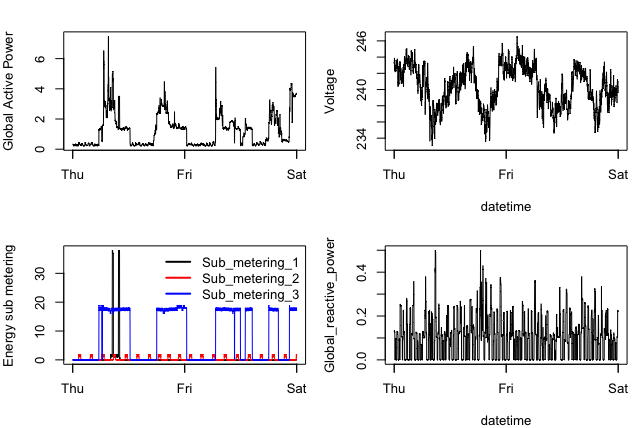 Global Active Power
6
4
2
0
Thu Fri Sat
Voltage
246
240
234
Thu Fri Sat
datetime
Energy sub metering
30
20
10
0
Sub_metering_1
Sub_metering_2
Sub_metering_3
Thu Fri Sat
Global_reactive_power
0.4
0.2
0.0
Thu Fri Sat
datetime